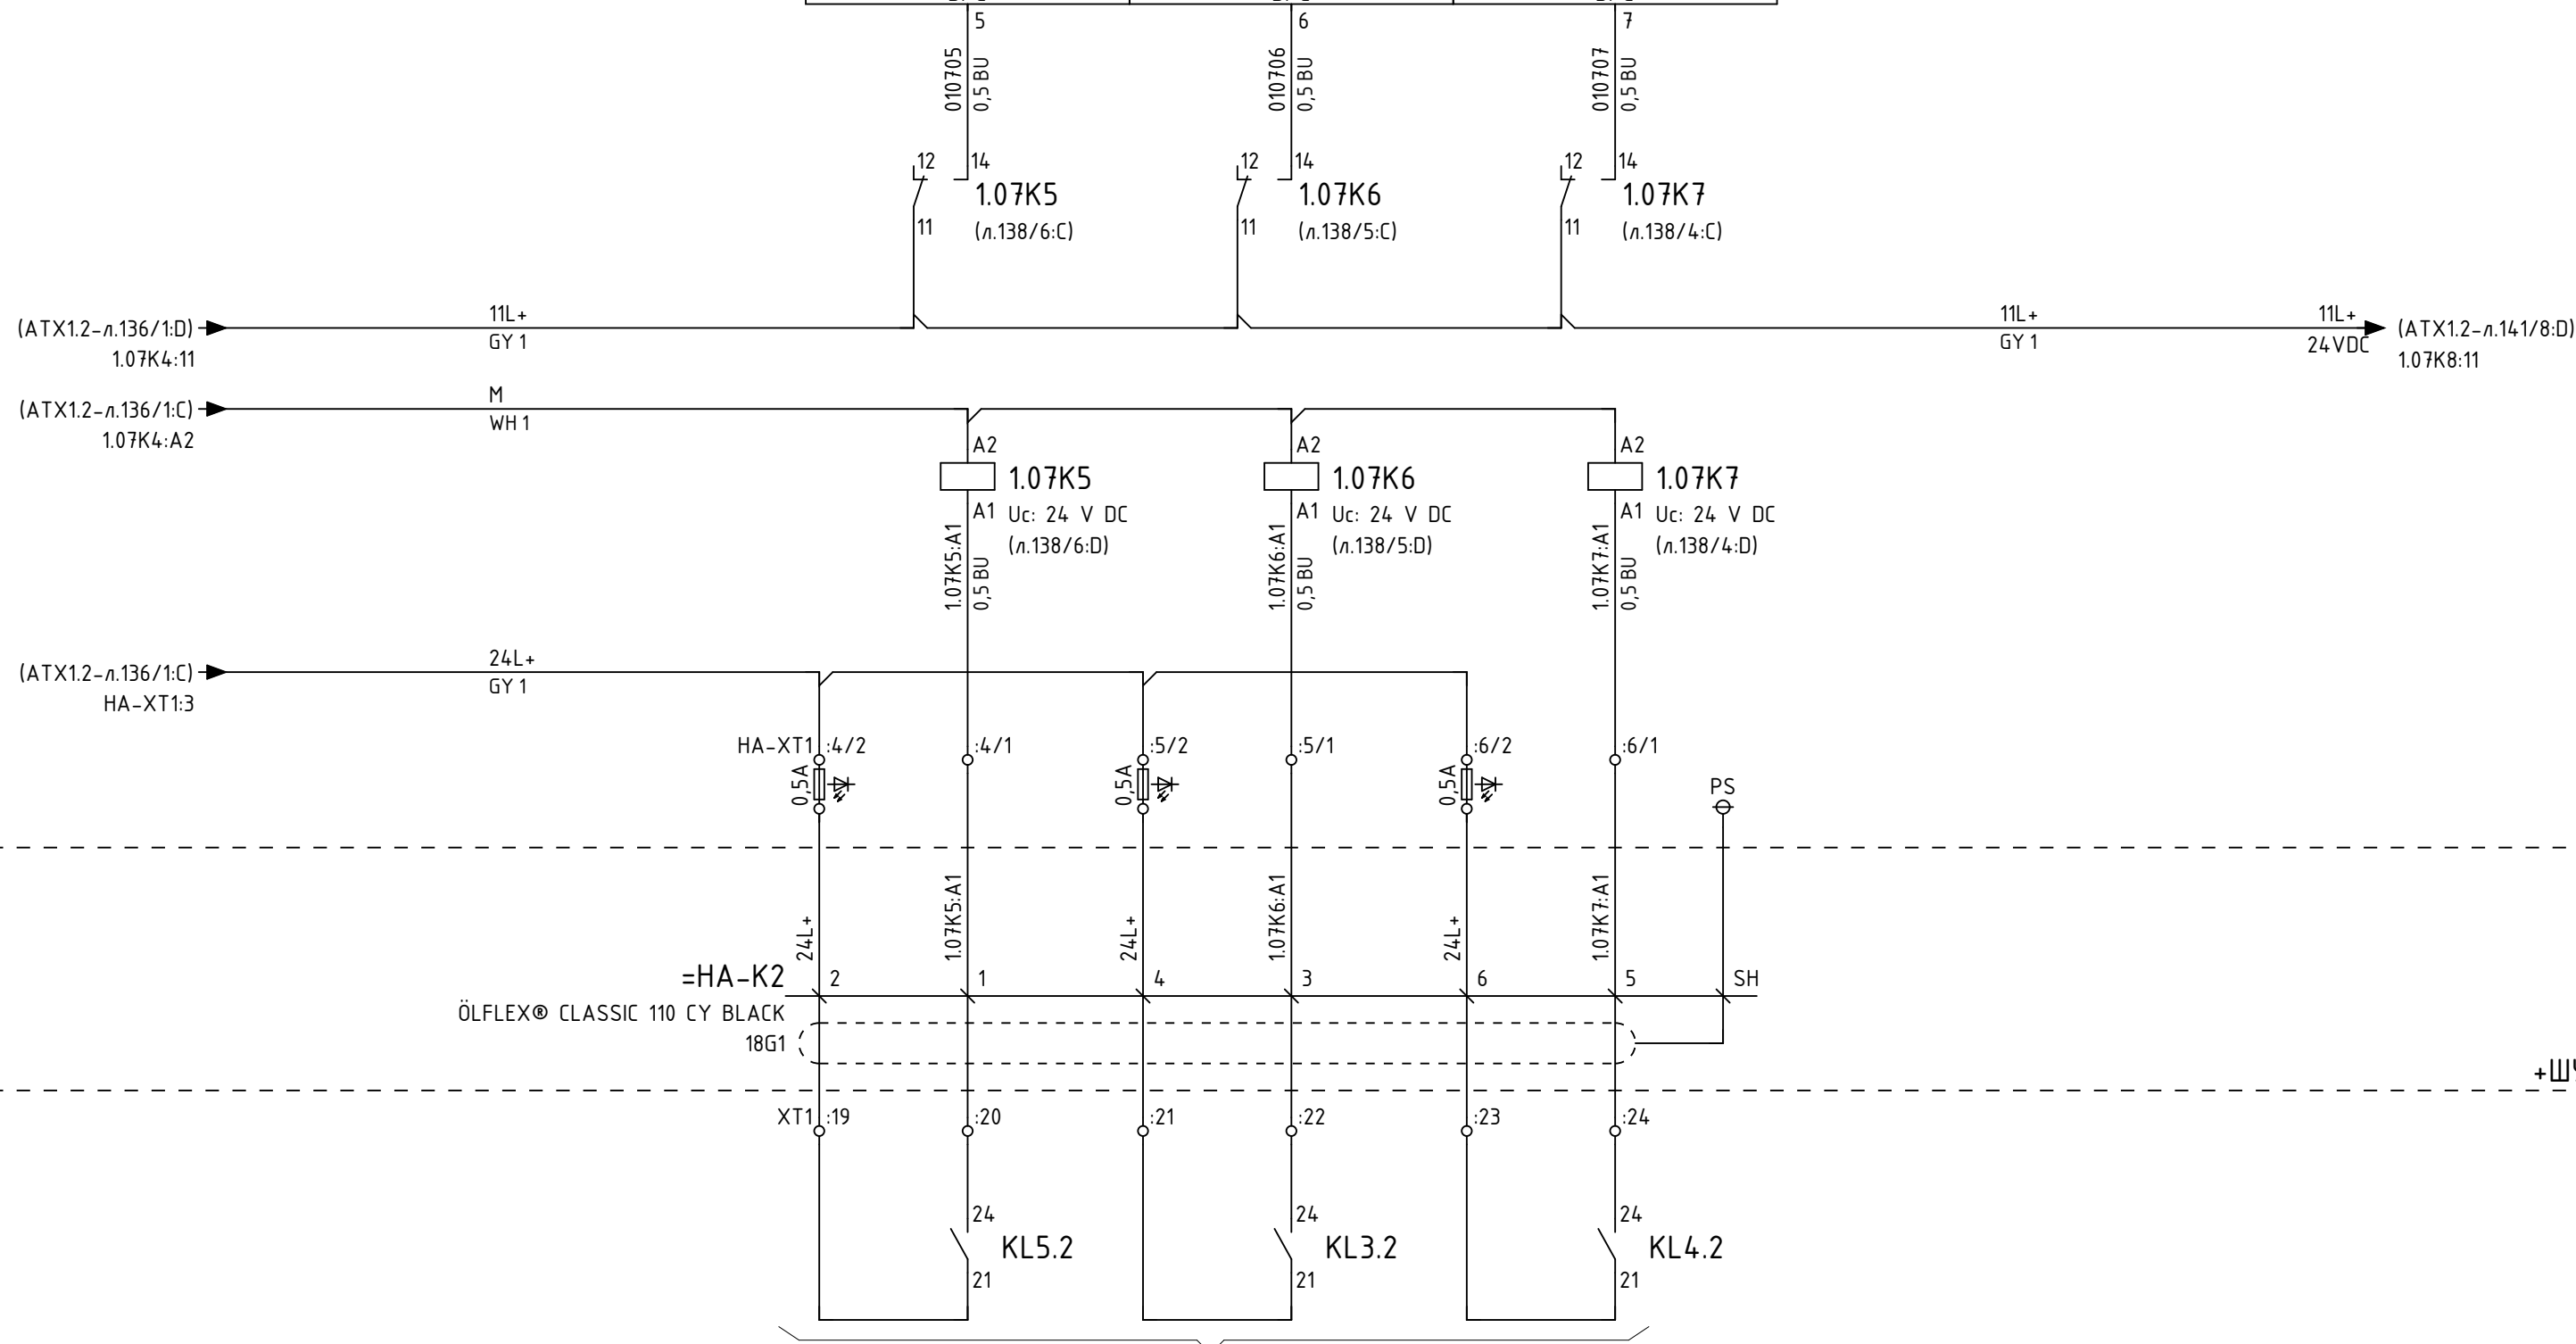 5 6 7
010705 0,5 BU 010706 0,5 BU 010707 0,5 BU
12 14 12 14 12 14
1.07K5 1.07K6 1.07K7
11 (л.138/6:C) 11 (л.138/5:C) 11 (л.138/4:C)
11L+ 11L+ 11L+
(ATX1.2-л.136/1:D) (ATX1.2-л.141/8:D)
GY 1 GY 1 24VDC
1.07K4:11 1.07K8:11
M
(ATX1.2-л.136/1:C)
WH 1
1.07K4:A2
A2 A2 A2
1.07K5 1.07K6 1.07K7
A1 Uc: 24 V DC A1 Uc: 24 V DC A1 Uc: 24 V DC
(л.138/6:D) (л.138/5:D) (л.138/4:D)
1.07K5:A1 0,5 BU 1.07K6:A1 0,5 BU 1.07K7:A1 0,5 BU
24L+
(ATX1.2-л.136/1:C)
GY 1
HA-XT1:3
HA-XT1 :4/2 :4/1 :5/2 :5/1 :6/2 :6/1
0,5A 0,5A 0,5A PS
24L+ 1.07K5:A1 24L+ 1.07K6:A1 24L+ 1.07K7:A1
=HA-K2 2 1 4 3 6 5 SH
ÖLFLEX® CLASSIC 110 CY BLACK
18G1
XT1 :19 :20 :21 :22 :23 :24
24 24 24
KL5.2 KL3.2 KL4.2
21 21 21